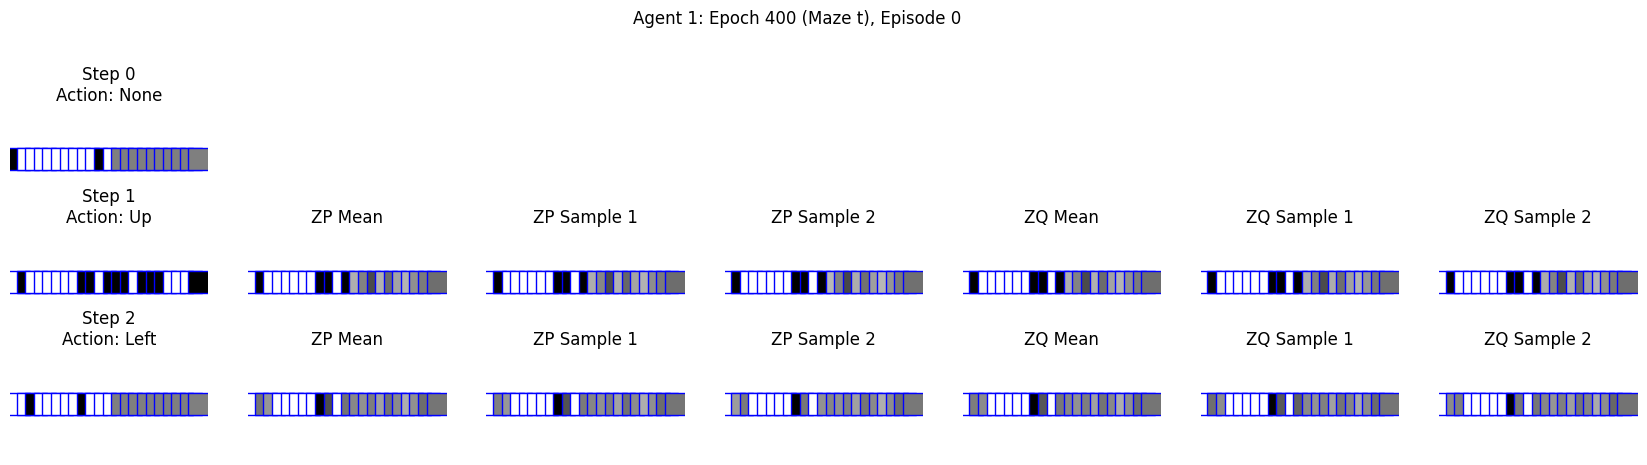 Agent 1: Epoch 400 (Maze t), Episode 0
Step 0
Action: None
Step 1
Action: Up
ZP Mean
ZP Sample 1
ZP Sample 2
ZQ Mean
ZQ Sample 1
ZQ Sample 2
Step 2
Action: Left
ZP Mean
ZP Sample 1
ZP Sample 2
ZQ Mean
ZQ Sample 1
ZQ Sample 2